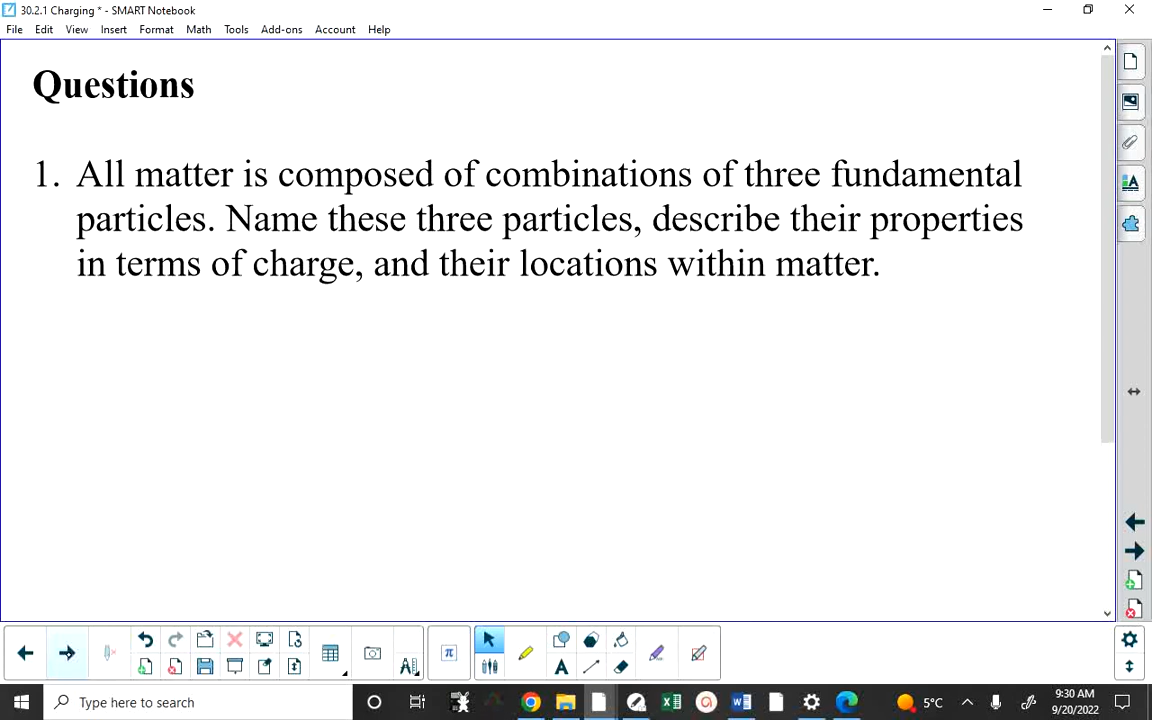 30.2.1 Charging * - SMART Notebook
File Edit View Insert Format Math Tools Add-ons Account Help
Questions
1. All matter is composed of combinations of three fundamental
particles. Name these three particles, describe their properties
in terms of charge, and their locations within matter.
Type here to search
5°C
9:30 AM
9/20/2022